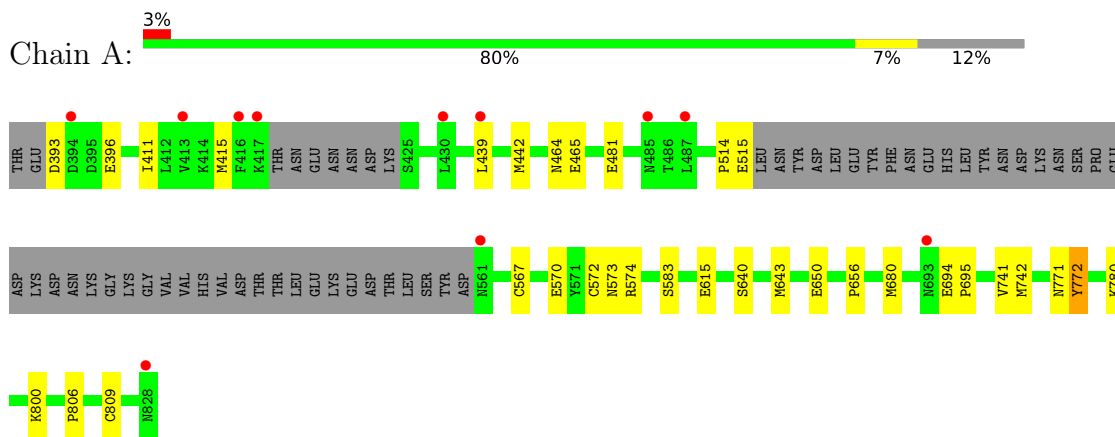 3%
Chain A:
80% 7% 12%
THR GLU D393 D394 D395 E396 I411 L412 V413 K414 M415 F416 K417 THR ASN GLU ASN ASN ASP LYS S425 L430 L439 M442 N464 E465 E481 N485 T486 L487 P514 E515 LEU ASN TYR ASP LEU GLU TYR PHE ASN GLU HIS LEU TYR ASN ASP LYS ASN SER PRO GLU
ASP LYS ASP ASN LYS GLY LYS GLY VAL VAL HIS VAL ASP THR THR LEU GLU LYS GLU ASP THR LEU SER TYR ASP N561 C567 E570 Y571 C572 N573 R574 S583 E615 S640 M643 E650 P656 M680 N693 E694 P695 V741 M742 N771 Y772 K789
K800 P806 C809 N828